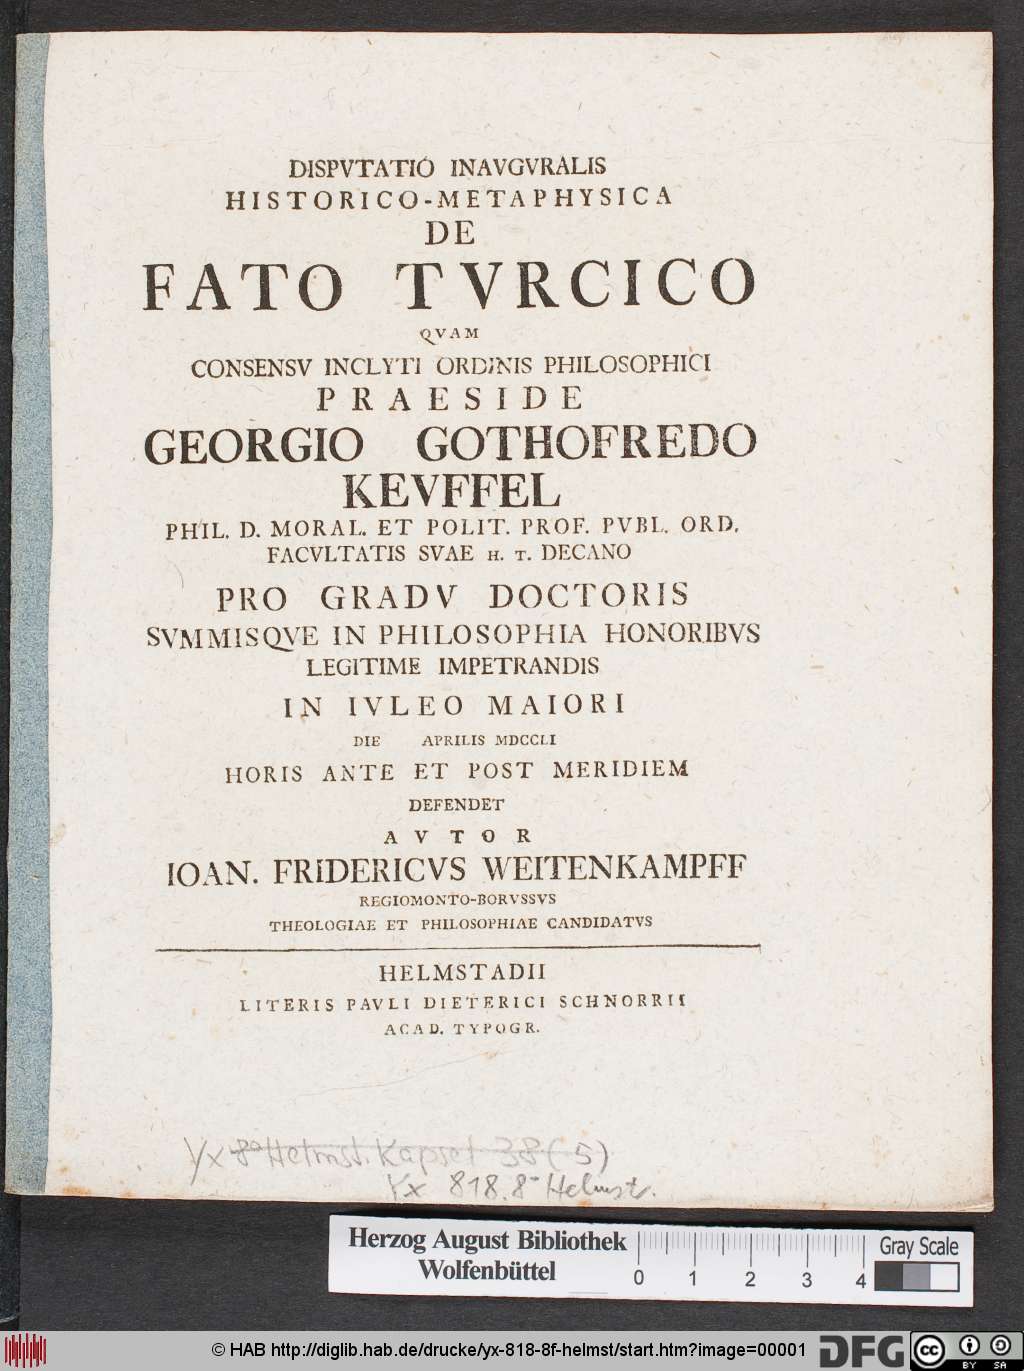 DISPVTATIO INAVGVRALIS
HISTORICO-METAPHYSICA
DE
FATO TVRCICO
QVAM
CONSENSV INCLYTI ORDINIS PHILOSOPHICI
PRAESIDE
GEORGIO GOTHOFREDO
KEVFFEL
PHIL. D. MORAL. ET POLIT. PROF. PVBL. ORD.
FACVLTATIS SVAE H. T. DECANO
PRO GRADV DOCTORIS
SVMMISQVE IN PHILOSOPHIA HONORIBVS
LEGITIME IMPETRANDIS
IN IVLEO MAIORI
DIE APRILIS MDCCLI
HORIS ANTE ET POST MERIDIEM
DEFENDET
AVTOR
IOAN. FRIDERICVS WEITENKAMPFF
REGIOMONTO-BORVSSVS
THEOLOGIAE ET PHILOSOPHIAE CANDIDATVS
HELMSTADII
LITERIS PAVLI DIETERICI SCHNORRII
ACAD. TYPOGR.
Yx 8° Helmst. Kapsel 38 (5)
Yx 818. 8° Helmst.
Herzog August Bibliothek
Wolfenbüttel
0 1 2 3 4
Gray Scale
© HAB http://diglib.hab.de/drucke/yx-818-8f-helmst/start.htm?image=00001
DFG
cc
BY SA